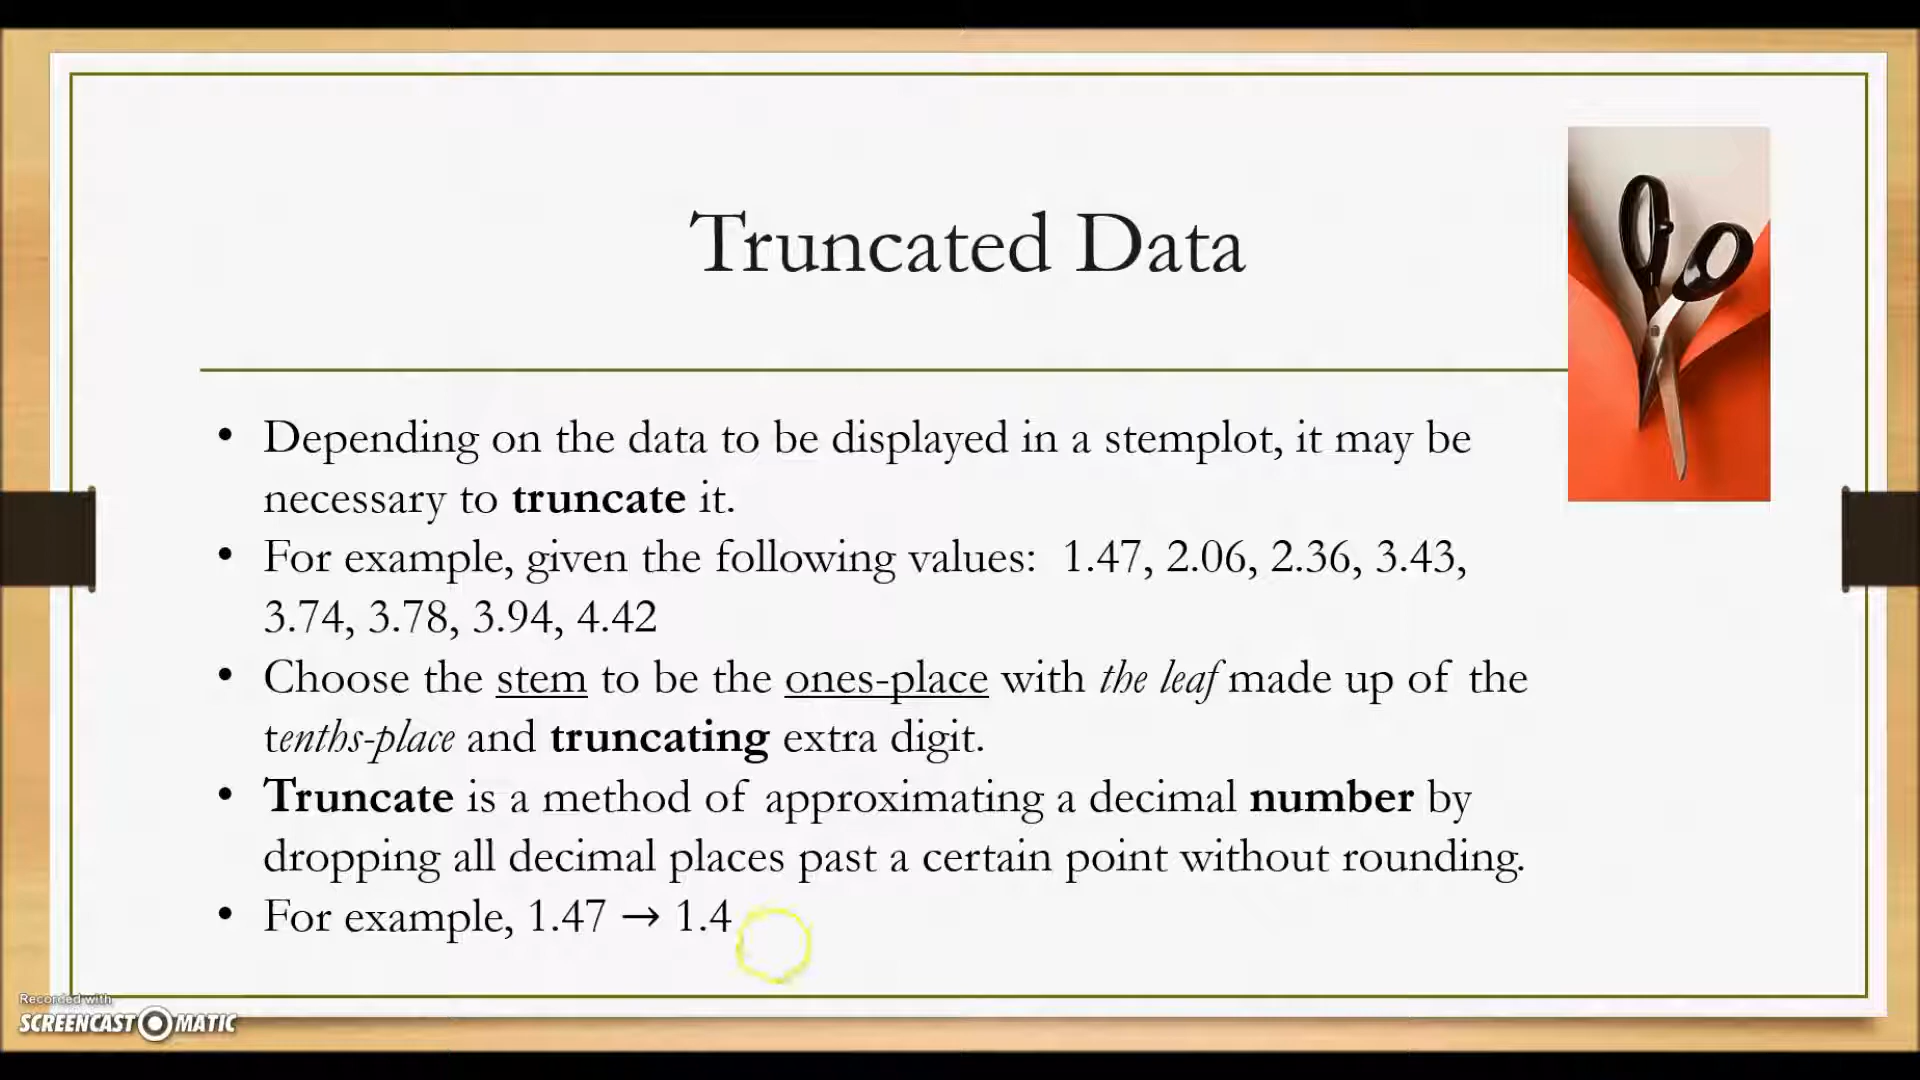 Truncated Data
• Depending on the data to be displayed in a stemplot, it may be
necessary to truncate it.
• For example, given the following values: 1.47, 2.06, 2.36, 3.43,
3.74, 3.78, 3.94, 4.42
• Choose the stem to be the ones-place with the leaf made up of the
tenths-place and truncating extra digit.
• Truncate is a method of approximating a decimal number by
dropping all decimal places past a certain point without rounding.
• For example, 1.47 → 1.4
Recorded with
SCREENCAST O MATIC